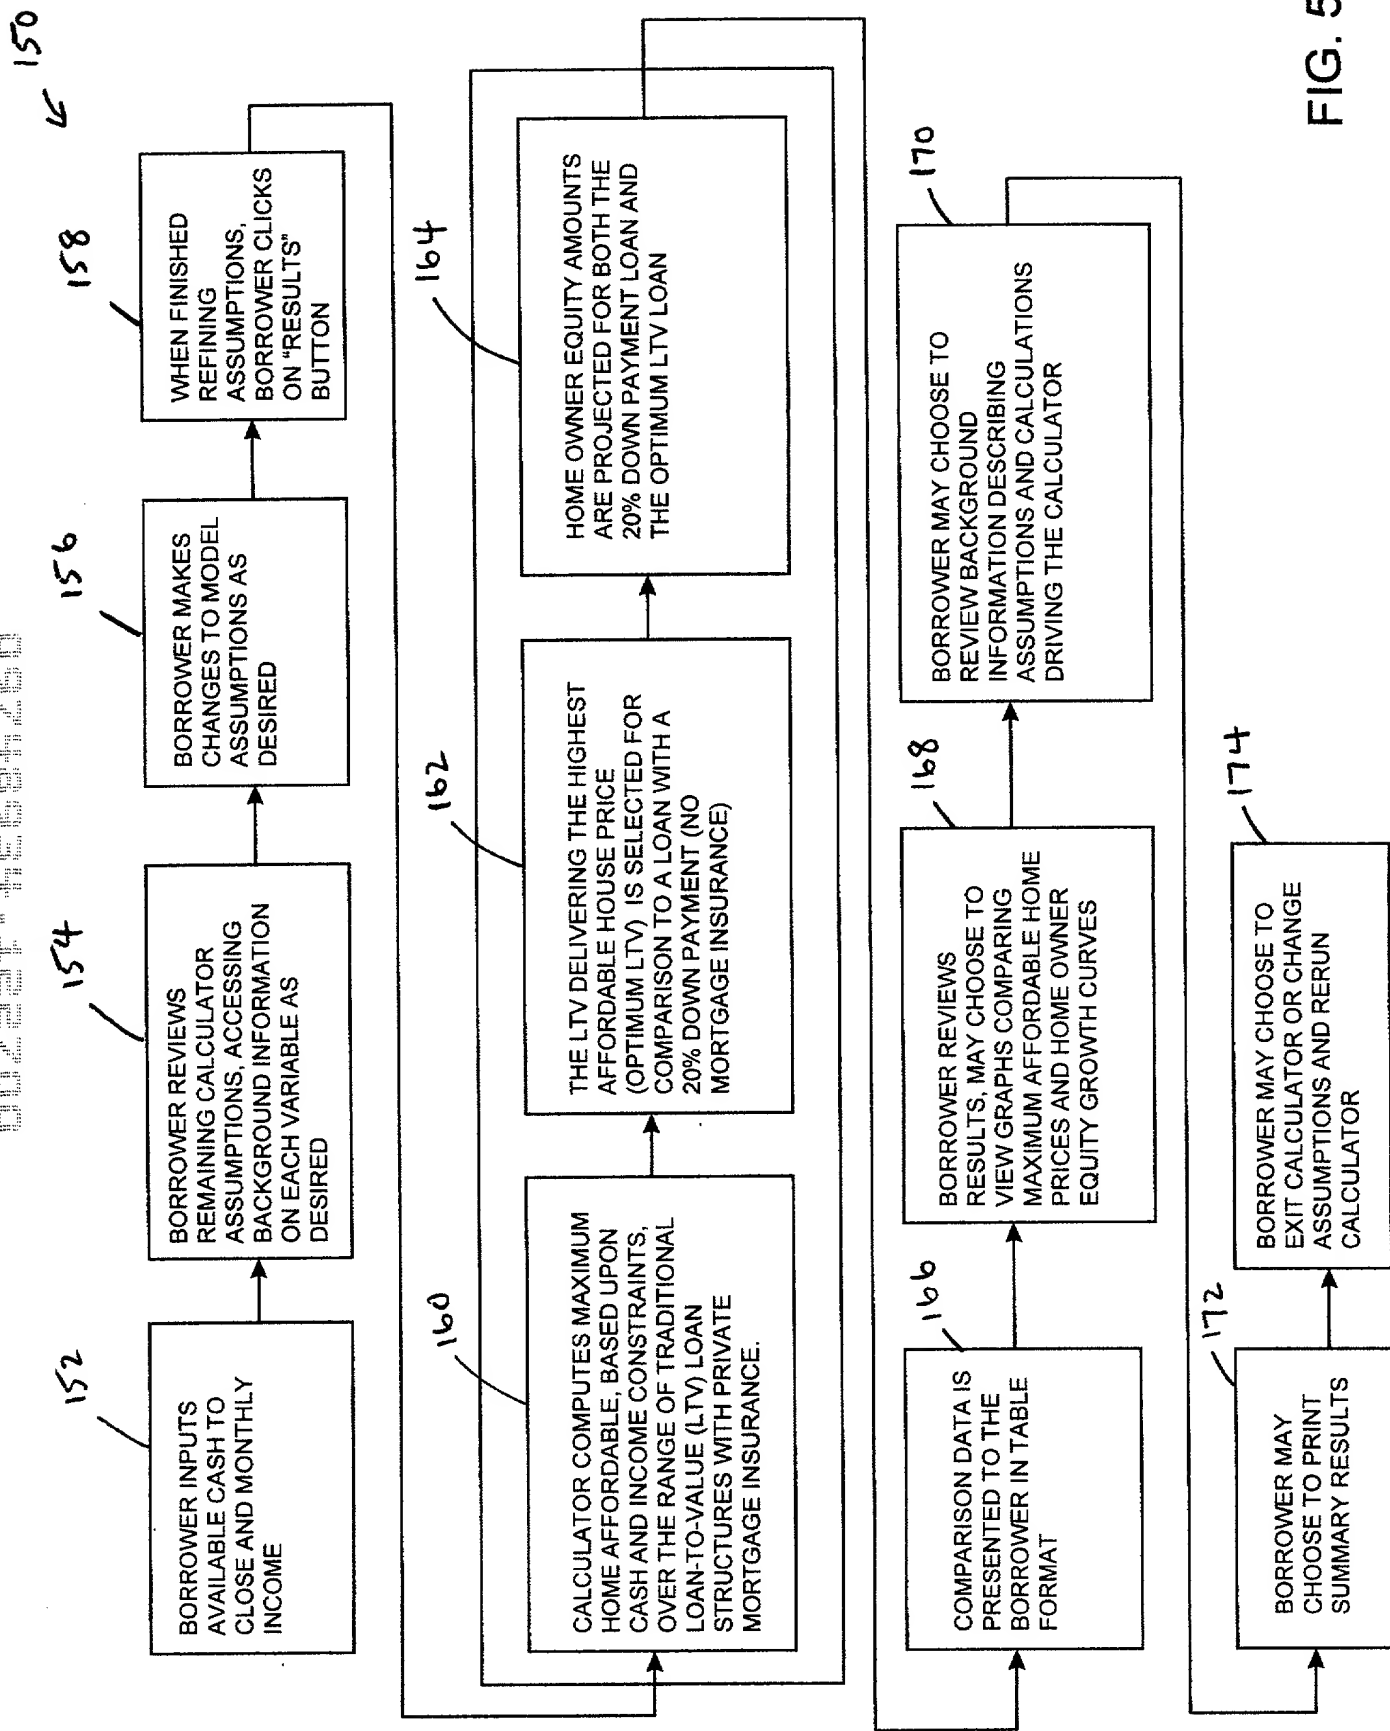 150
152
BORROWER INPUTS
AVAILABLE CASH TO
CLOSE AND MONTHLY
INCOME
154
BORROWER REVIEWS
REMAINING CALCULATOR
ASSUMPTIONS, ACCESSING
BACKGROUND INFORMATION
ON EACH VARIABLE AS
DESIRED
156
BORROWER MAKES
CHANGES TO MODEL
ASSUMPTIONS AS
DESIRED
158
WHEN FINISHED
REFINING
ASSUMPTIONS,
BORROWER CLICKS
ON "RESULTS"
BUTTON
160
CALCULATOR COMPUTES MAXIMUM
HOME AFFORDABLE, BASED UPON
CASH AND INCOME CONSTRAINTS,
OVER THE RANGE OF TRADITIONAL
LOAN-TO-VALUE (LTV) LOAN
STRUCTURES WITH PRIVATE
MORTGAGE INSURANCE.
162
THE LTV DELIVERING THE HIGHEST
AFFORDABLE HOUSE PRICE
(OPTIMUM LTV) IS SELECTED FOR
COMPARISON TO A LOAN WITH A
20% DOWN PAYMENT (NO
MORTGAGE INSURANCE)
164
HOME OWNER EQUITY AMOUNTS
ARE PROJECTED FOR BOTH THE
20% DOWN PAYMENT LOAN AND
THE OPTIMUM LTV LOAN
166
COMPARISON DATA IS
PRESENTED TO THE
BORROWER IN TABLE
FORMAT
168
BORROWER REVIEWS
RESULTS, MAY CHOOSE TO
VIEW GRAPHS COMPARING
MAXIMUM AFFORDABLE HOME
PRICES AND HOME OWNER
EQUITY GROWTH CURVES
170
BORROWER MAY CHOOSE TO
REVIEW BACKGROUND
INFORMATION DESCRIBING
ASSUMPTIONS AND CALCULATIONS
DRIVING THE CALCULATOR
172
BORROWER MAY
CHOOSE TO PRINT
SUMMARY RESULTS
174
BORROWER MAY CHOOSE TO
EXIT CALCULATOR OR CHANGE
ASSUMPTIONS AND RERUN
CALCULATOR
FIG. 5